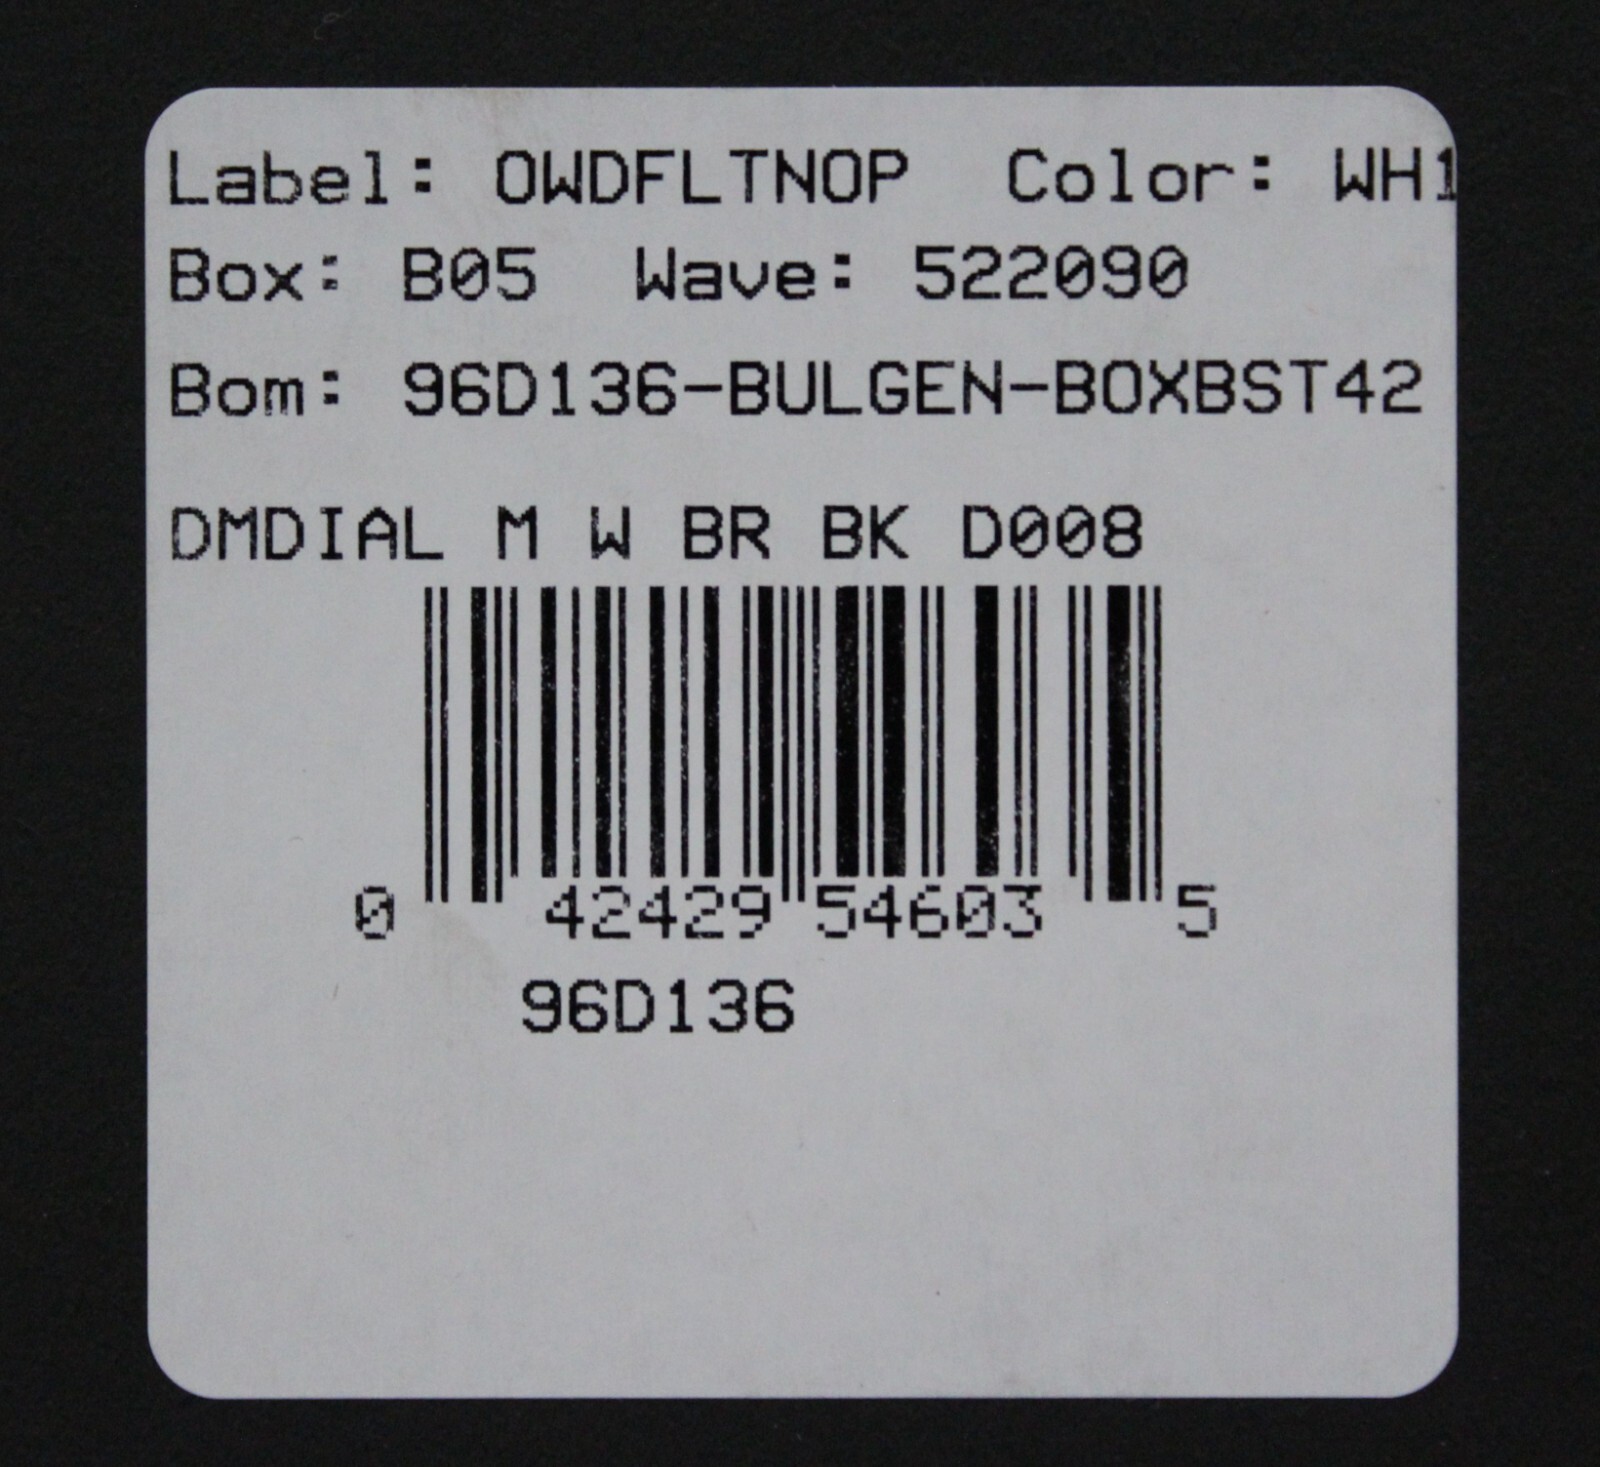 Label: OWDFLTNOP Color: WH1
Box: B05 Wave: 522090
Bom: 96D136-BULGEN-BOXBST42
DMDIAL M W BR BK D008
0 42429 54603 5
96D136